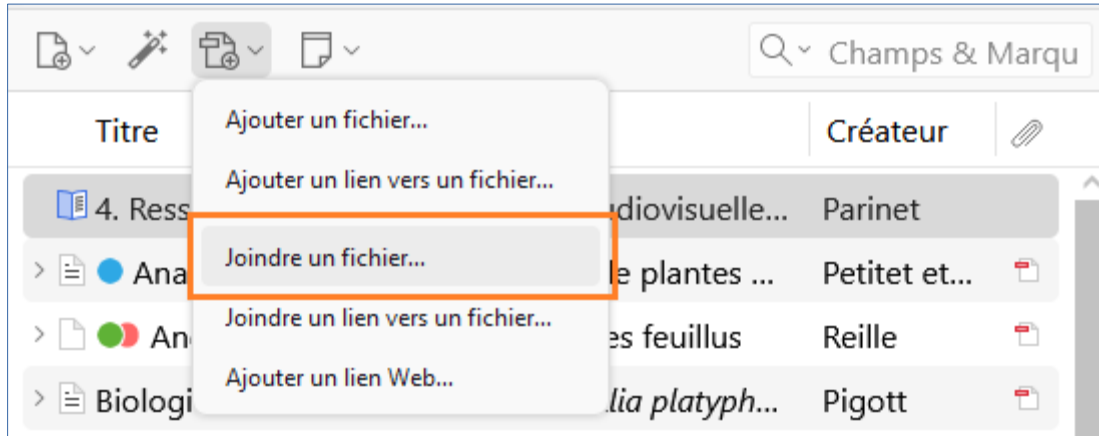 Champs & Marqu
Titre
Créateur
Ajouter un fichier...
Ajouter un lien vers un fichier...
4. Ress
diovisuelle...
Parinet
Joindre un fichier...
Ana
le plantes ...
Petitet et...
Joindre un lien vers un fichier...
An
es feuillus
Reille
Ajouter un lien Web...
Biologi
lia platyph...
Pigott